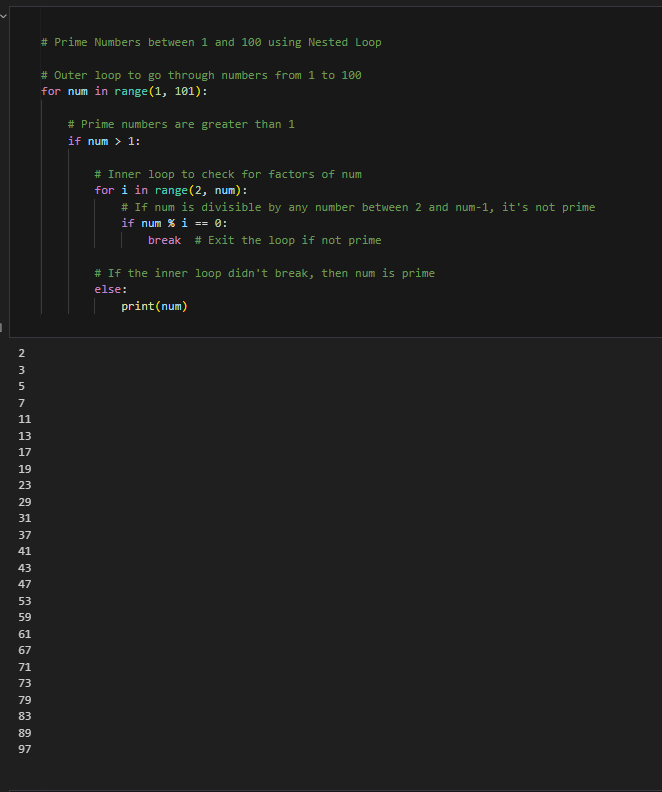 # Prime Numbers between 1 and 100 using Nested Loop
# Outer loop to go through numbers from 1 to 100
for num in range(1, 101):
# Prime numbers are greater than 1
if num > 1:
# Inner loop to check for factors of num
for i in range(2, num):
# If num is divisible by any number between 2 and num-1, it's not prime
if num % i == 0:
break  # Exit the loop if not prime
# If the inner loop didn't break, then num is prime
else:
print(num)
2
3
5
7
11
13
17
19
23
29
31
37
41
43
47
53
59
61
67
71
73
79
83
89
97